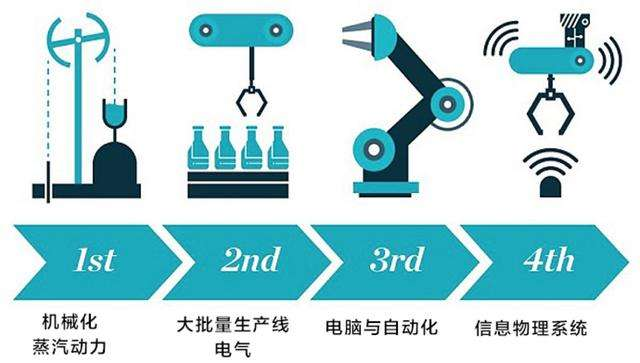 1st
2nd
3rd
4th
机械化
蒸汽动力
大批量生产线
电气
电脑与自动化
信息物理系统